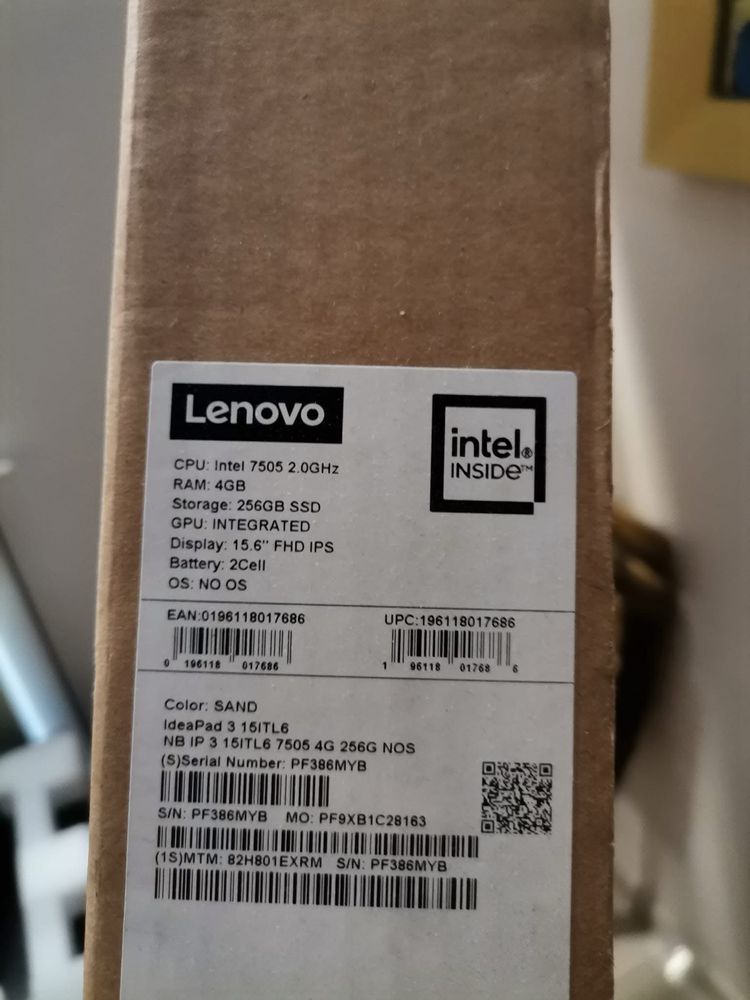 Lenovo
intel®
INSIDE™
CPU: Intel 7505 2.0GHz
RAM: 4GB
Storage: 256GB SSD
GPU: INTEGRATED
Display: 15.6" FHD IPS
Battery: 2Cell
OS: NO OS
EAN:0196118017686 UPC:196118017686
0 196118 017686 1 96118 01768 6
Color: SAND
IdeaPad 3 15ITL6
NB IP 3 15ITL6 7505 4G 256G NOS
(S)Serial Number: PF386MYB
S/N: PF386MYB MO: PF9XB1C28163
(1S)MTM: 82H801EXRM S/N: PF386MYB